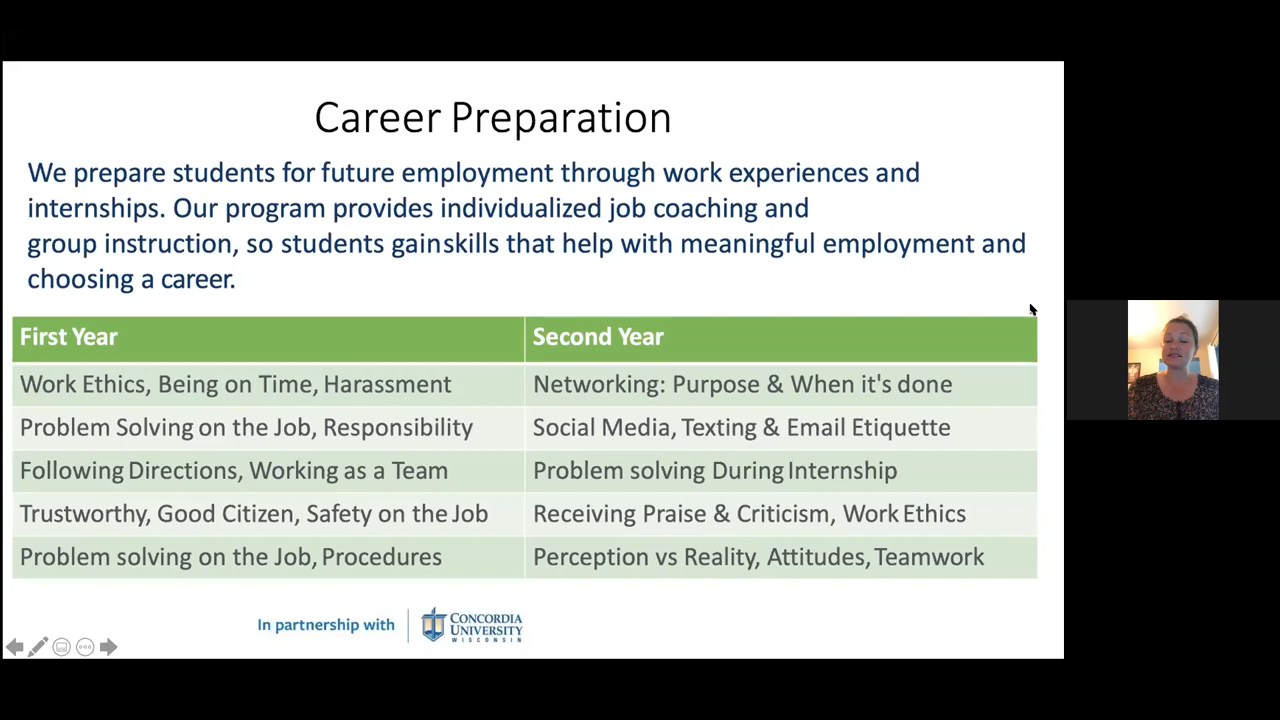 Career Preparation
We prepare students for future employment through work experiences and
internships. Our program provides individualized job coaching and
group instruction, so students gainskills that help with meaningful employment and
choosing a career.
First Year
Second Year
Work Ethics, Being on Time, Harassment
Networking: Purpose & When it's done
Problem Solving on the Job, Responsibility
Social Media, Texting & Email Etiquette
Following Directions, Working as a Team
Problem solving During Internship
Trustworthy, Good Citizen, Safety on the Job
Receiving Praise & Criticism, Work Ethics
Problem solving on the Job, Procedures
Perception vs Reality, Attitudes, Teamwork
In partnership with
CONCORDIA
UNIVERSITY
WISCONSIN